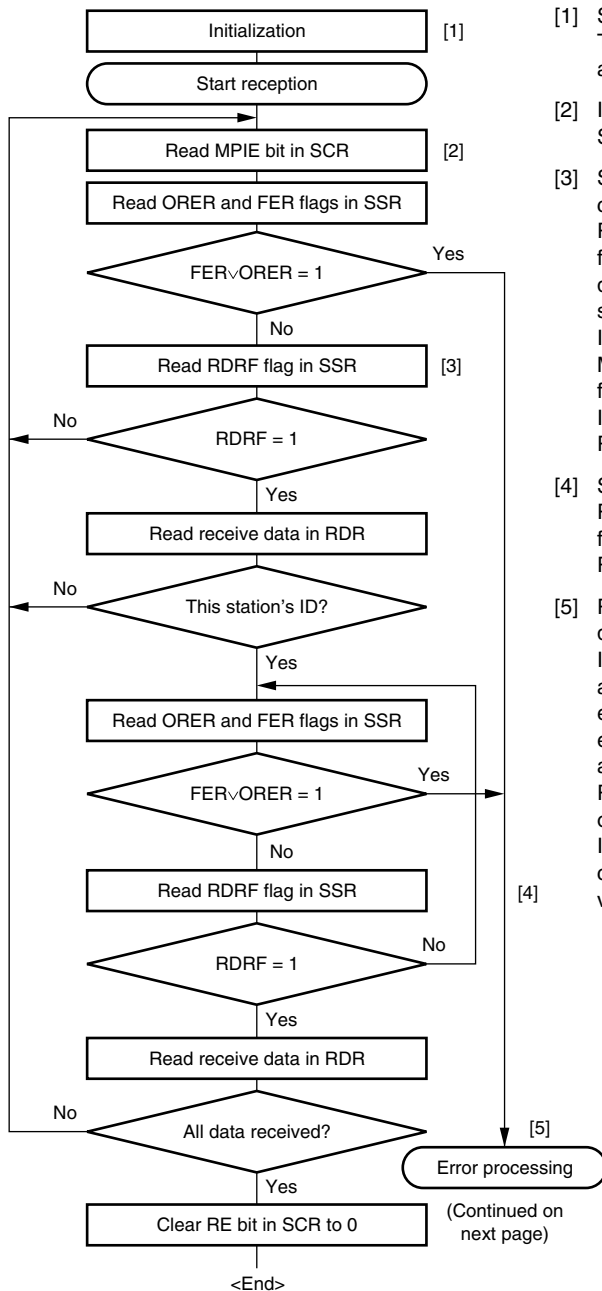 Initialization [1]
Start reception
Read MPIE bit in SCR [2]
Read ORER and FER flags in SSR
Yes
FER∨ORER = 1
No
Read RDRF flag in SSR [3]
No
RDRF = 1
Yes
Read receive data in RDR
No
This station's ID?
Yes
Read ORER and FER flags in SSR
Yes
FER∨ORER = 1
No
Read RDRF flag in SSR
[4]
No
RDRF = 1
Yes
Read receive data in RDR
No
All data received?
[5]
Error processing
Yes
(Continued on
next page)
Clear RE bit in SCR to 0
<End>
[1] S
a
[2] I
S
[3] S
c
F
f
c
s
I
M
f
I
F
[4] S
F
f
F
[5] F
c
I
a
e
e
a
F
c
I
c
v